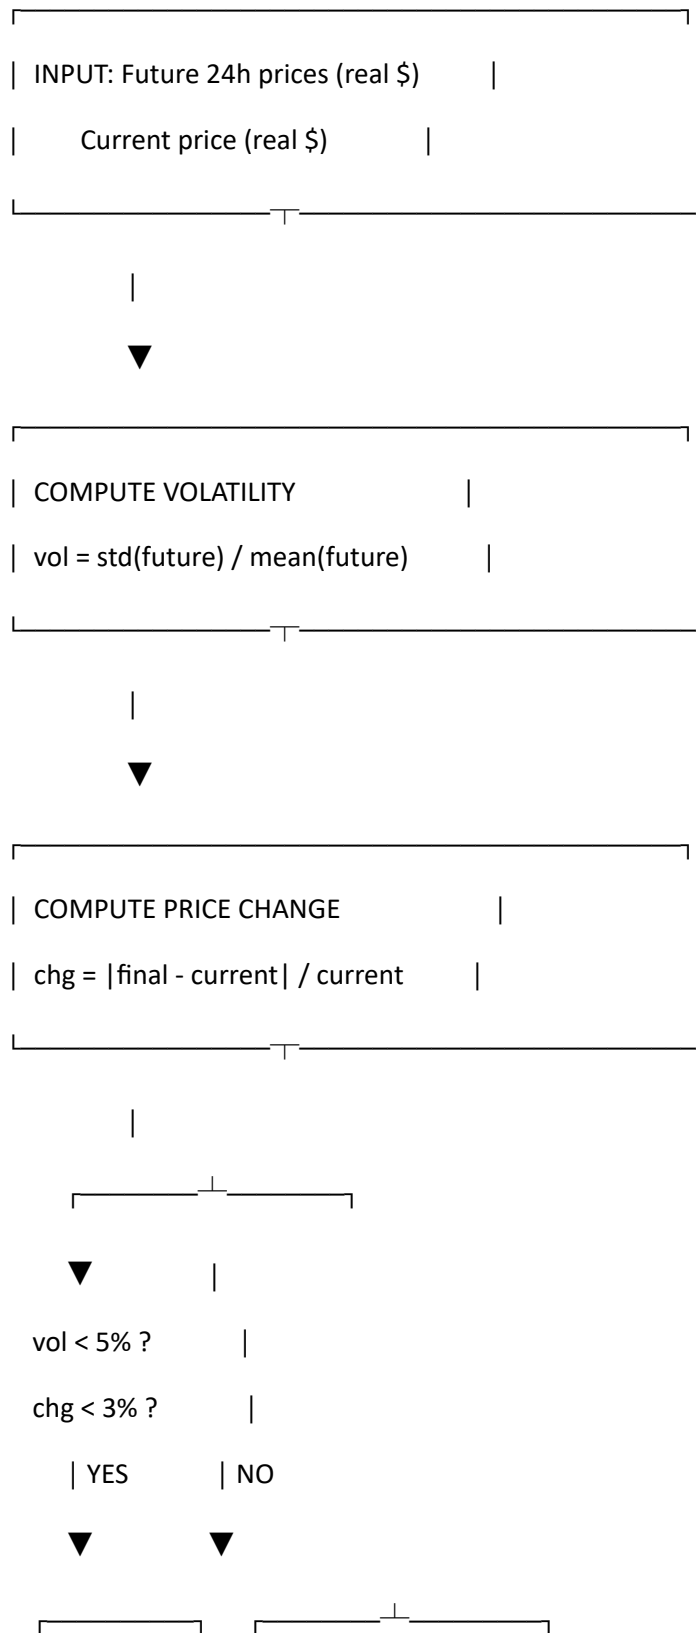 INPUT: Future 24h prices (real $)
Current price (real $)
COMPUTE VOLATILITY
vol = std(future) / mean(future)
COMPUTE PRICE CHANGE
chg = |final - current| / current
vol < 5% ?
chg < 3% ?
YES NO